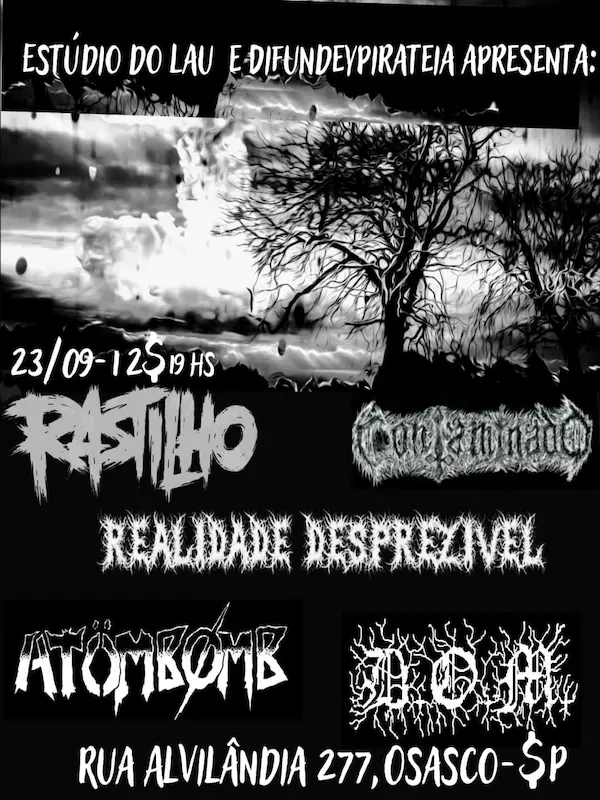 ESTÚDIO DO LAU E DIFUNDEYPIRATEIA APRESENTA:
23/09-12$ 19 HS
RASTILHO
Contaminado
REALIDADE DESPREZIVEL
ATÖMBØMB
D.O.M
RUA ALVILÂNDIA 277, OSASCO-$P